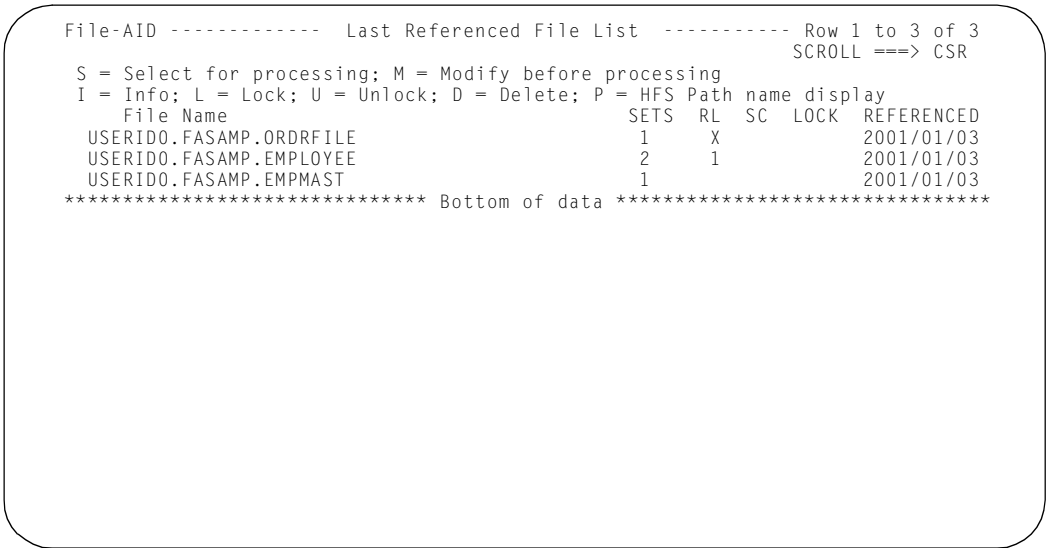 File-AID ------------- Last Referenced File List ----------- Row 1 to 3 of 3
SCROLL ===> CSR
S = Select for processing; M = Modify before processing
I = Info; L = Lock; U = Unlock; D = Delete; P = HFS Path name display
File Name SETS RL SC LOCK REFERENCED
USERID0.FASAMP.ORDRFILE 1 X 2001/01/03
USERID0.FASAMP.EMPLOYEE 2 1 2001/01/03
USERID0.FASAMP.EMPMAST 1 2001/01/03
******************************* Bottom of data ********************************